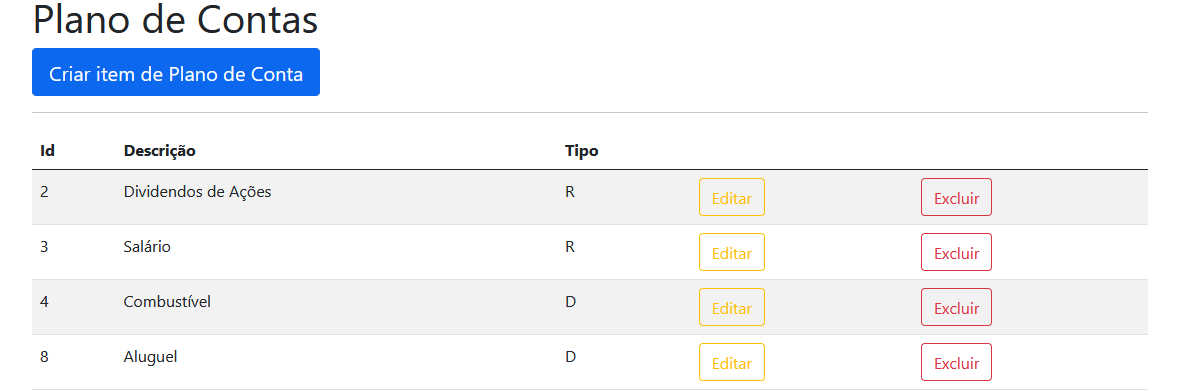 Plano de Contas
Criar item de Plano de Conta
Id Descrição Tipo
2 Dividendos de Ações R Editar Excluir
3 Salário R Editar Excluir
4 Combustível D Editar Excluir
8 Aluguel D Editar Excluir